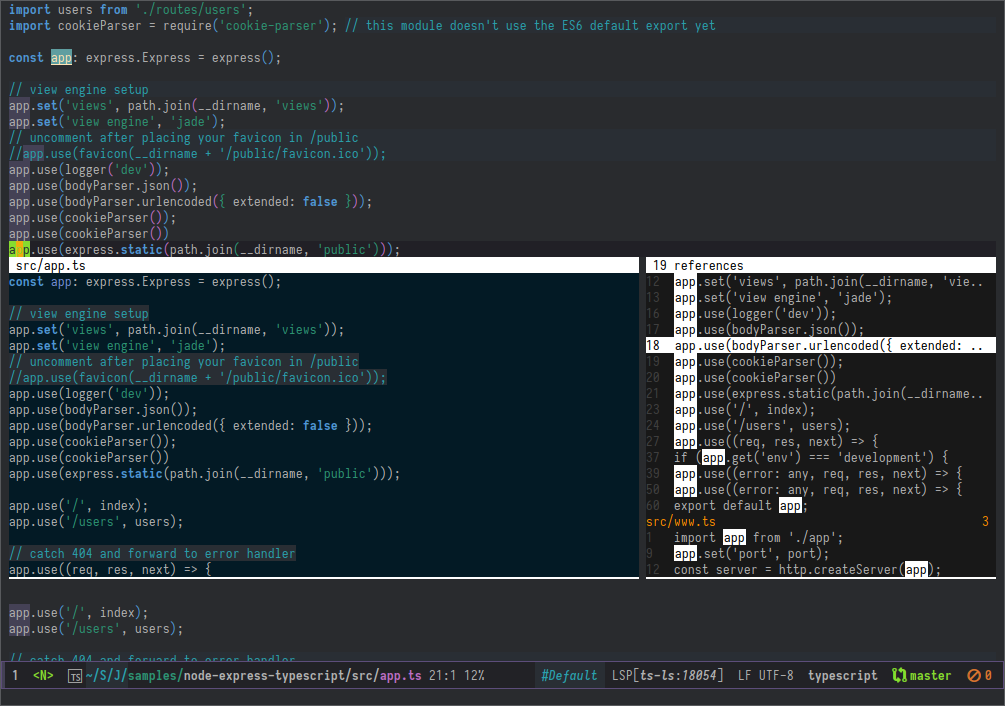 import users from './routes/users';
import cookieParser = require('cookie-parser'); // this module doesn't use the ES6 default export yet
const app: express.Express = express();
// view engine setup
app.set('views', path.join(__dirname, 'views'));
app.set('view engine', 'jade');
// uncomment after placing your favicon in /public
//app.use(favicon(__dirname + '/public/favicon.ico'));
app.use(logger('dev'));
app.use(bodyParser.json());
app.use(bodyParser.urlencoded({ extended: false }));
app.use(cookieParser());
app.use(cookieParser())
app.use(express.static(path.join(__dirname, 'public')));
src/app.ts
const app: express.Express = express();
// view engine setup
app.set('views', path.join(__dirname, 'views'));
app.set('view engine', 'jade');
// uncomment after placing your favicon in /public
//app.use(favicon(__dirname + '/public/favicon.ico'));
app.use(logger('dev'));
app.use(bodyParser.json());
app.use(bodyParser.urlencoded({ extended: false }));
app.use(cookieParser());
app.use(cookieParser())
app.use(express.static(path.join(__dirname, 'public')));
app.use('/', index);
app.use('/users', users);
// catch 404 and forward to error handler
app.use((req, res, next) => {
19 references
12 app.set('views', path.join(__dirname, 'vie..
13 app.set('view engine', 'jade');
16 app.use(logger('dev'));
17 app.use(bodyParser.json());
18 app.use(bodyParser.urlencoded({ extended: ..
19 app.use(cookieParser());
20 app.use(cookieParser())
21 app.use(express.static(path.join(__dirname..
23 app.use('/', index);
24 app.use('/users', users);
27 app.use((req, res, next) => {
37 if (app.get('env') === 'development') {
39 app.use((error: any, req, res, next) => {
50 app.use((error: any, req, res, next) => {
60 export default app;
src/www.ts 3
1 import app from './app';
9 app.set('port', port);
12 const server = http.createServer(app);
app.use('/', index);
app.use('/users', users);
// catch 404 and forward to error handler
1 <N> TS ~/S/J/samples/node-express-typescript/src/app.ts 21:1 12% #Default LSP[ts-ls:18054] LF UTF-8 typescript master 0